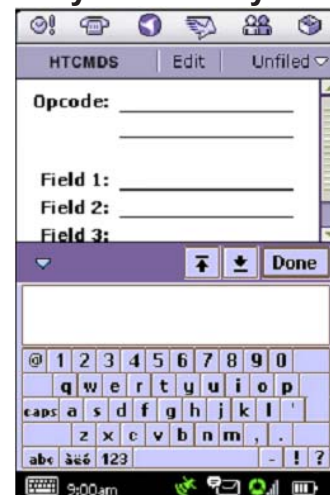 HTCMDS Edit Unfiled
Opcode:
Field 1:
Field 2:
Field 3:
Done
@ 1 2 3 4 5 6 7 8 9 0
q w e r t y u i o p
caps a s d f g h j k l '
z x c v b n m , .
abc àéö 123 - ! ?
9:00am